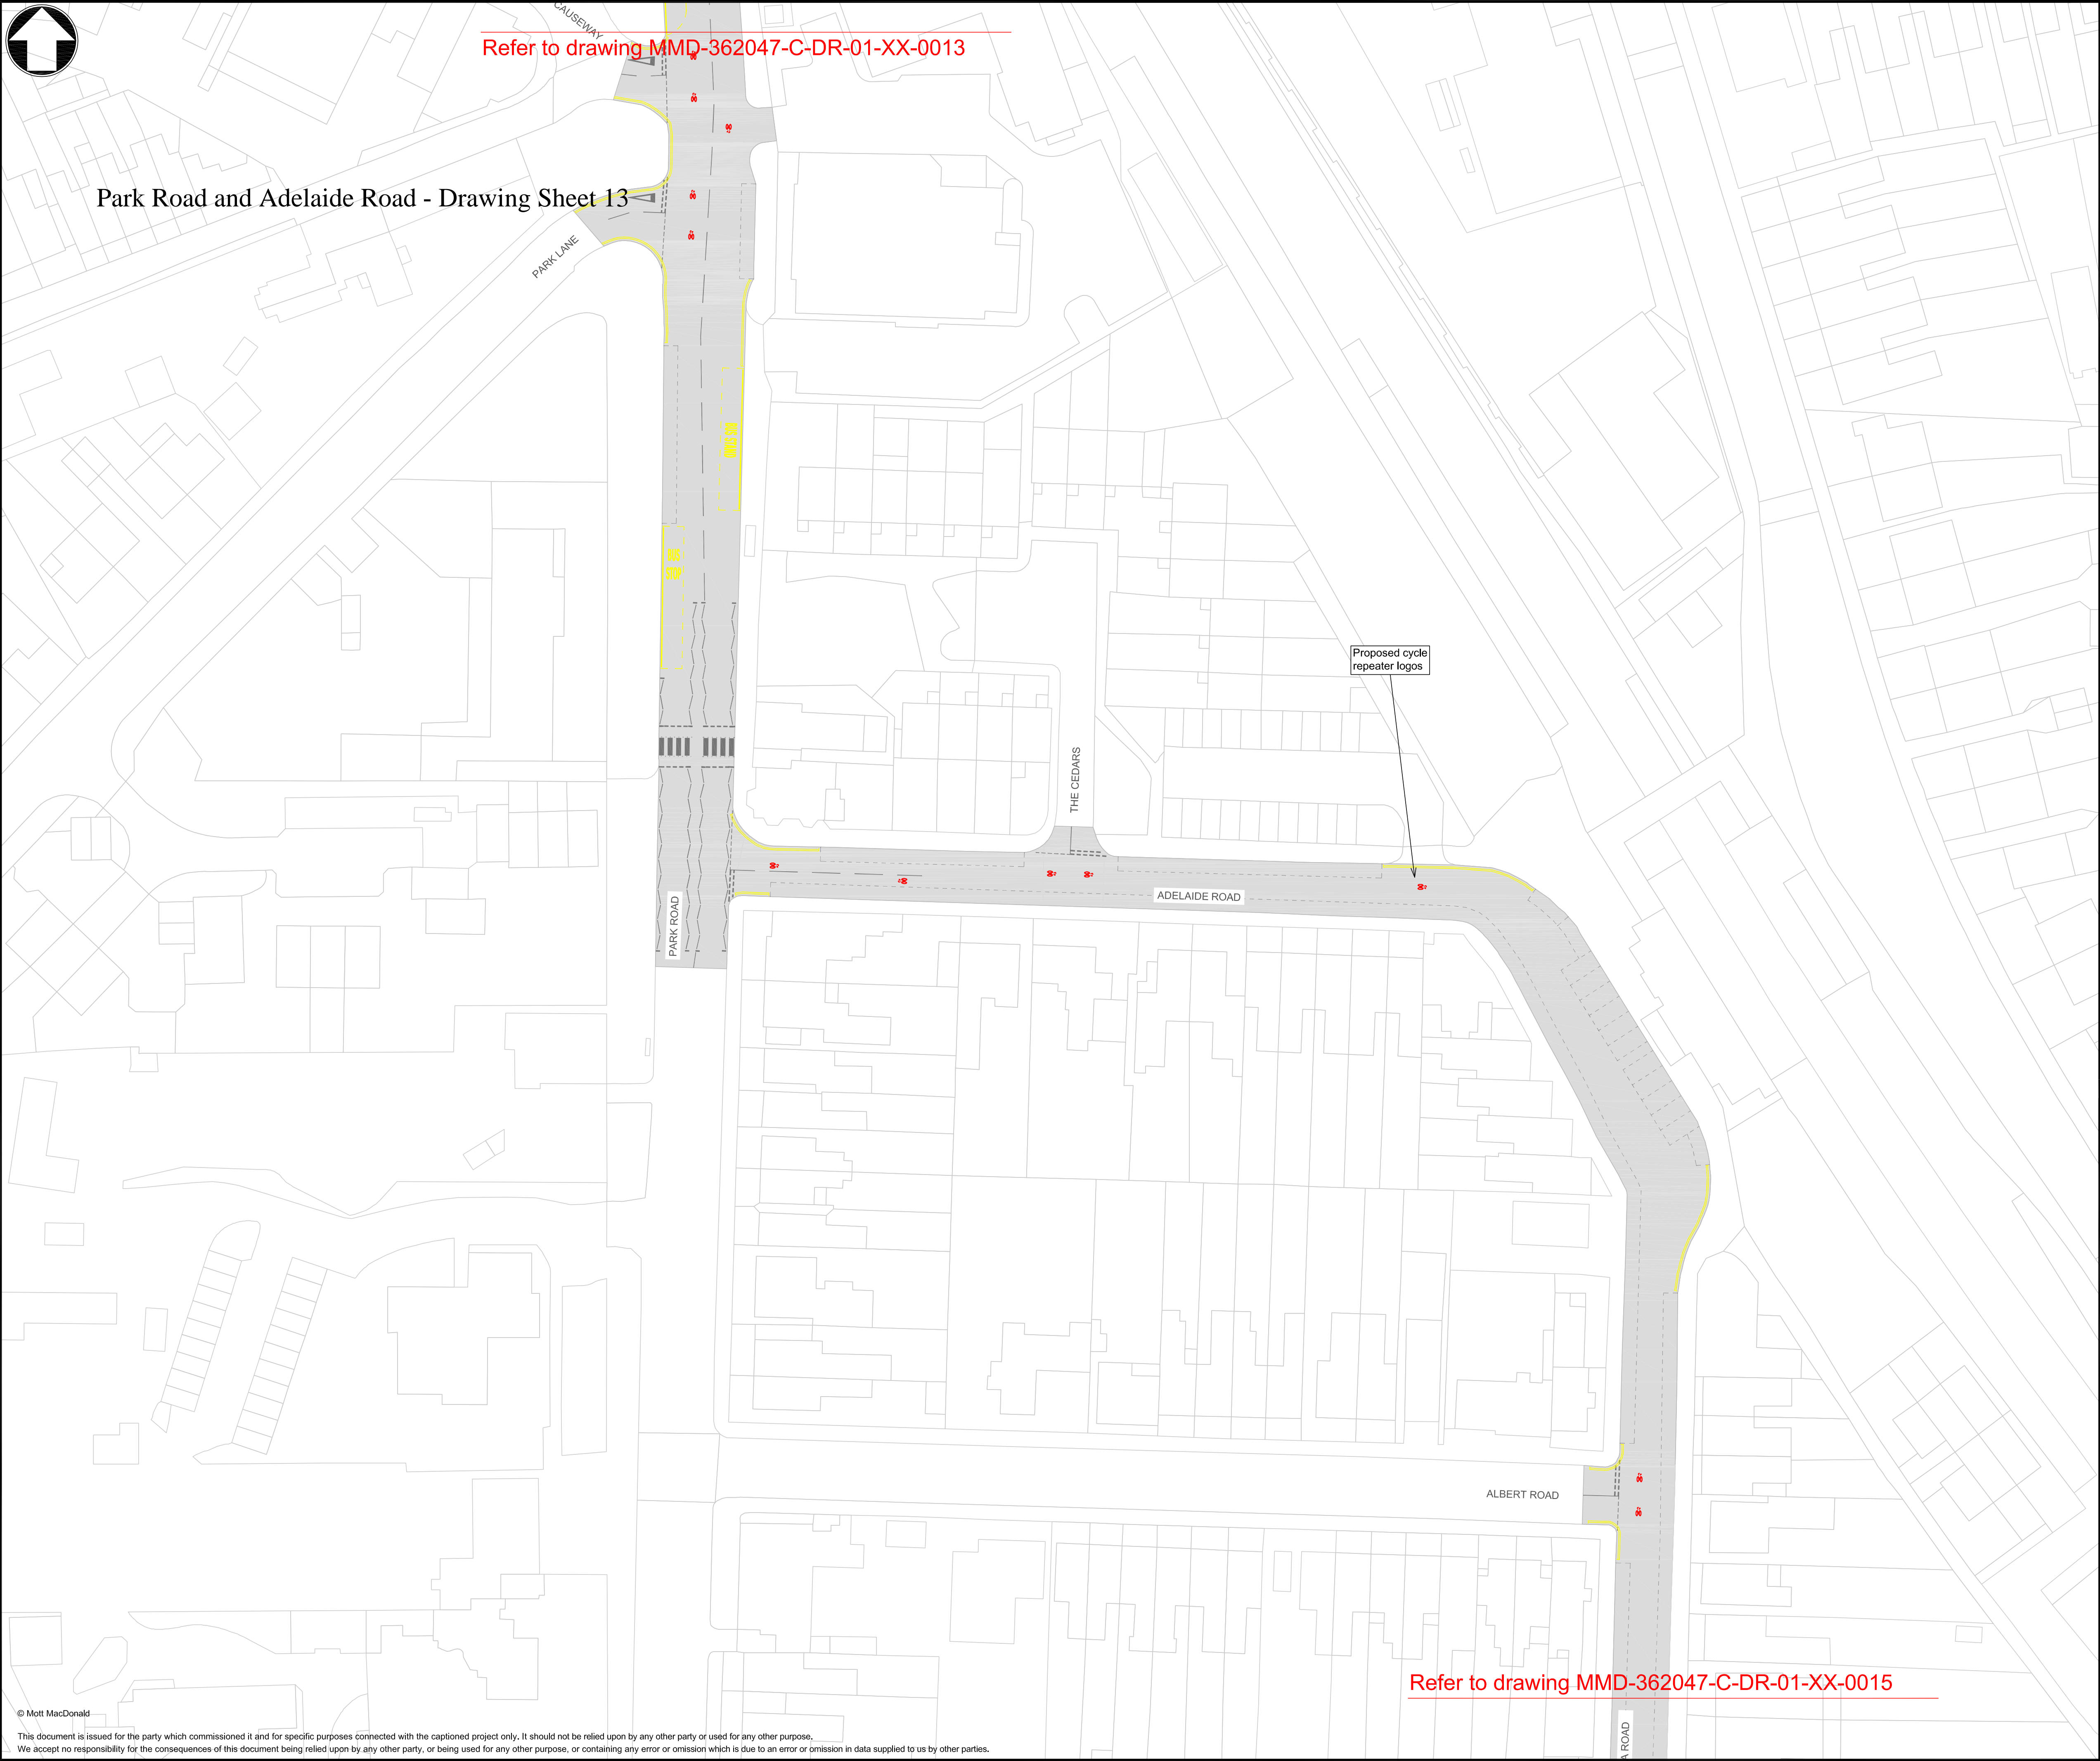 CAUSEWAY
Refer to drawing MMD-362047-C-DR-01-XX-0013
Park Road and Adelaide Road - Drawing Sheet 13
PARK LANE
Proposed cycle
repeater logos
THE CEDARS
ADELAIDE ROAD
PARK ROAD
ALBERT ROAD
Refer to drawing MMD-362047-C-DR-01-XX-0015
A ROAD
© Mott MacDonald
This document is issued for the party which commissioned it and for specific purposes connected with the captioned project only. It should not be relied upon by any other party or used for any other purpose.
We accept no responsibility for the consequences of this document being relied upon by any other party, or being used for any other purpose, or containing any error or omission which is due to an error or omission in data supplied to us by other parties.